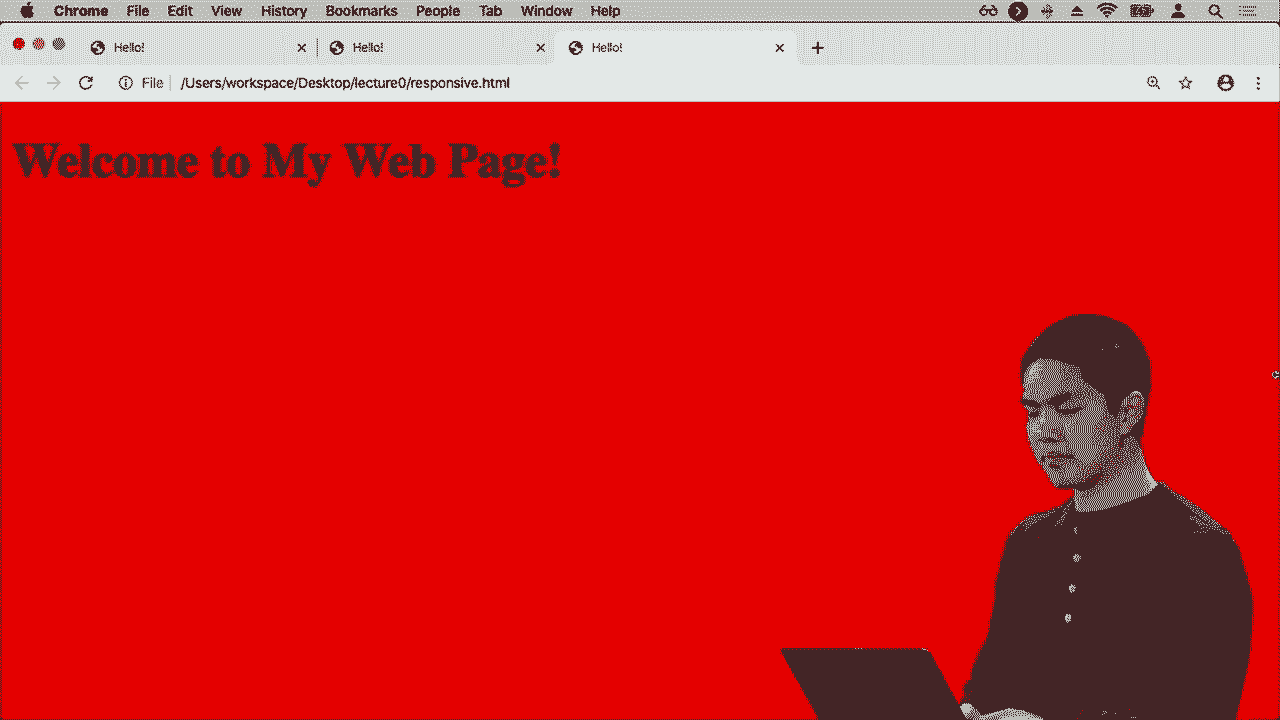 Chrome File Edit View History Bookmarks People Tab Window Help
Hello! Hello! Hello!
File /Users/workspace/Desktop/lecture0/responsive.html
Welcome to My Web Page!